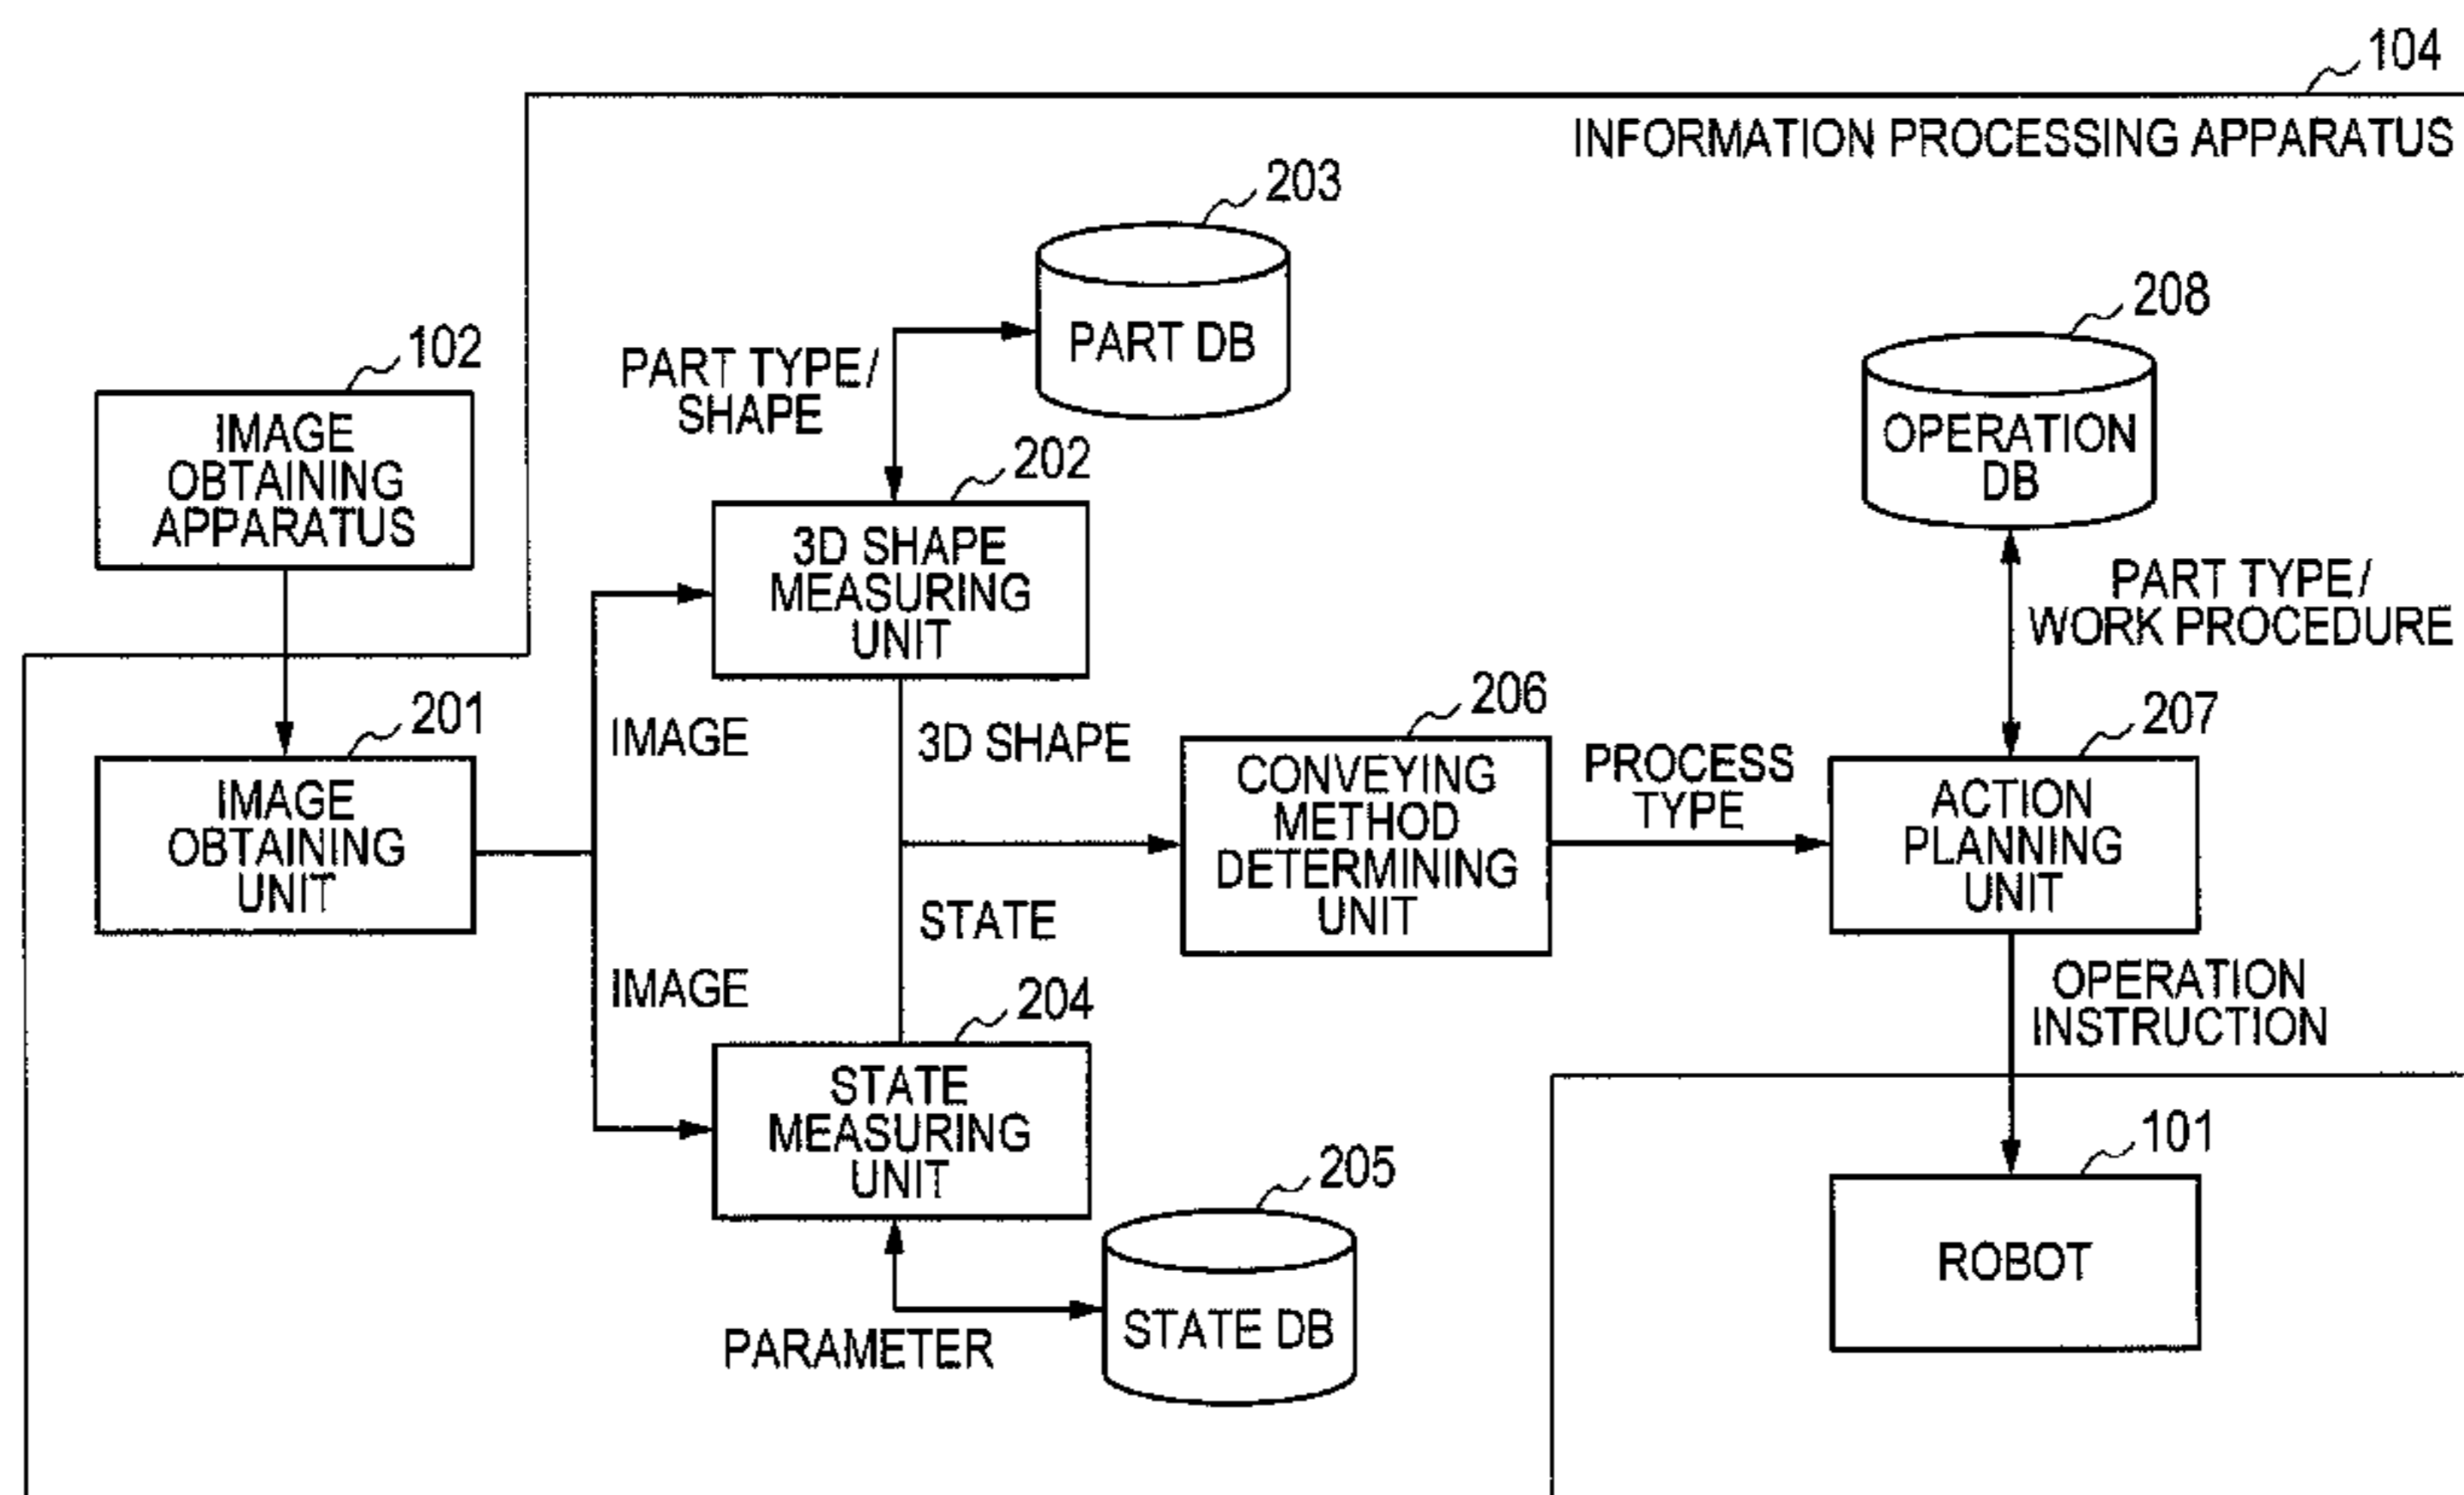 104
INFORMATION PROCESSING APPARATUS
203
PART DB
PART TYPE/
SHAPE
208
OPERATION
DB
102
IMAGE
OBTAINING
APPARATUS
202
3D SHAPE
MEASURING
UNIT
PART TYPE/
WORK PROCEDURE
201
IMAGE
OBTAINING
UNIT
IMAGE
3D SHAPE
206
CONVEYING
METHOD
DETERMINING
UNIT
PROCESS
TYPE
207
ACTION
PLANNING
UNIT
STATE
IMAGE
204
STATE
MEASURING
UNIT
OPERATION
INSTRUCTION
205
STATE DB
PARAMETER
101
ROBOT